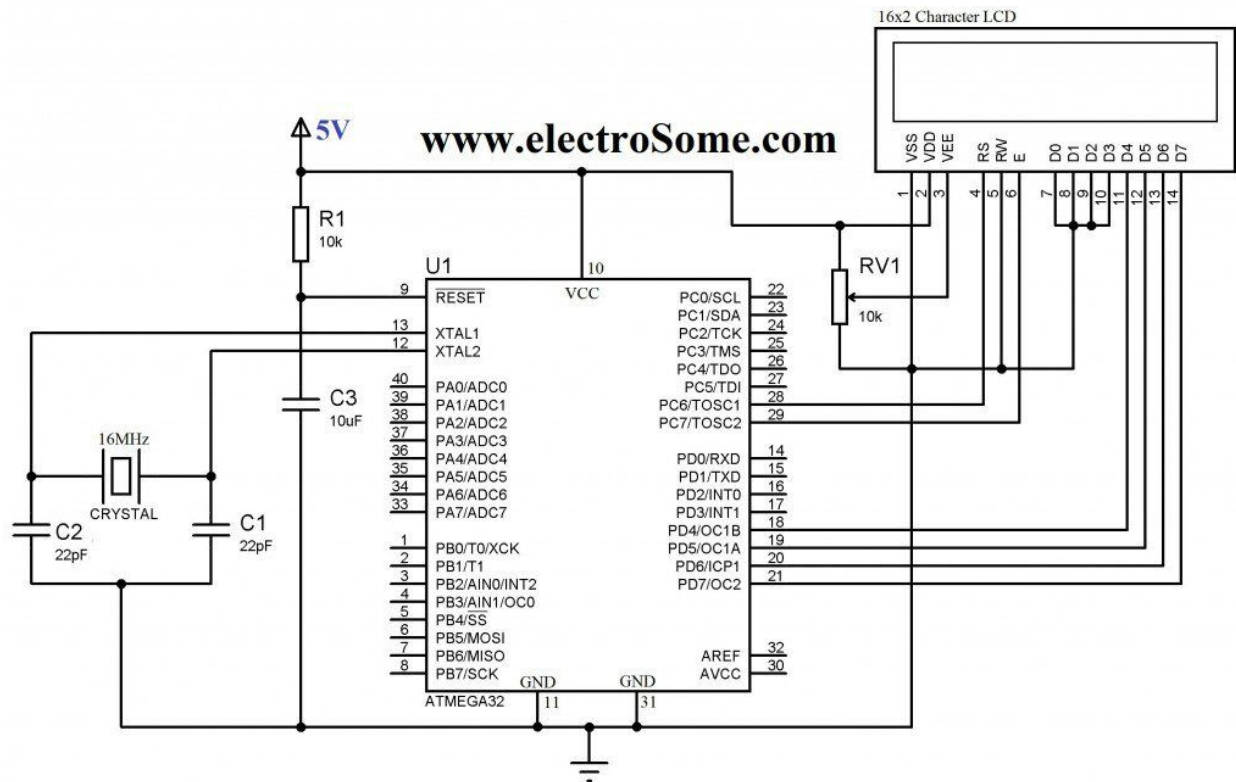 16x2 Character LCD
5V
www.electroSome.com
VSS
VDD
VEE
RS
RW
E
D0
D1
D2
D3
D4
D5
D6
D7
1
2
3
4
5
6
7
8
9
10
11
12
13
14
R1
10k
RV1
10k
U1
10
VCC
9 RESET
13 XTAL1
12 XTAL2
40 PA0/ADC0
39 PA1/ADC1
38 PA2/ADC2
37 PA3/ADC3
36 PA4/ADC4
35 PA5/ADC5
34 PA6/ADC6
33 PA7/ADC7
1 PB0/T0/XCK
2 PB1/T1
3 PB2/AIN0/INT2
4 PB3/AIN1/OC0
5 PB4/SS
6 PB5/MOSI
7 PB6/MISO
8 PB7/SCK
PC0/SCL 22
PC1/SDA 23
PC2/TCK 24
PC3/TMS 25
PC4/TDO 26
PC5/TDI 27
PC6/TOSC1 28
PC7/TOSC2 29
PD0/RXD 14
PD1/TXD 15
PD2/INT0 16
PD3/INT1 17
PD4/OC1B 18
PD5/OC1A 19
PD6/ICP1 20
PD7/OC2 21
AREF 32
AVCC 30
GND
11
GND
31
ATMEGA32
C3
10uF
16MHz
CRYSTAL
C2
22pF
C1
22pF